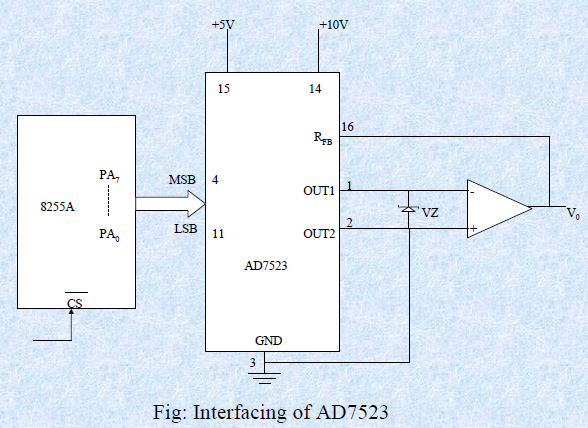 +5V
+10V
15
14
16
R_FB
PA₇
MSB
4
OUT1
1
-
8255A
VZ
V₀
LSB
11
OUT2
2
+
PA₀
AD7523
CS
GND
3
Fig: Interfacing of AD7523